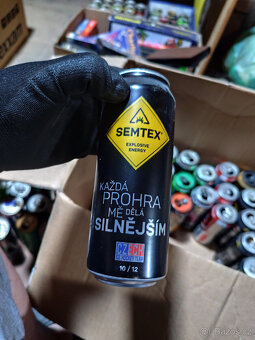 SEMTEX
EXPLOSIVE
ENERGY
KAŽDÁ
PROHRA
MĚ DĚLÁ
SILNĚJŠÍM
10/12